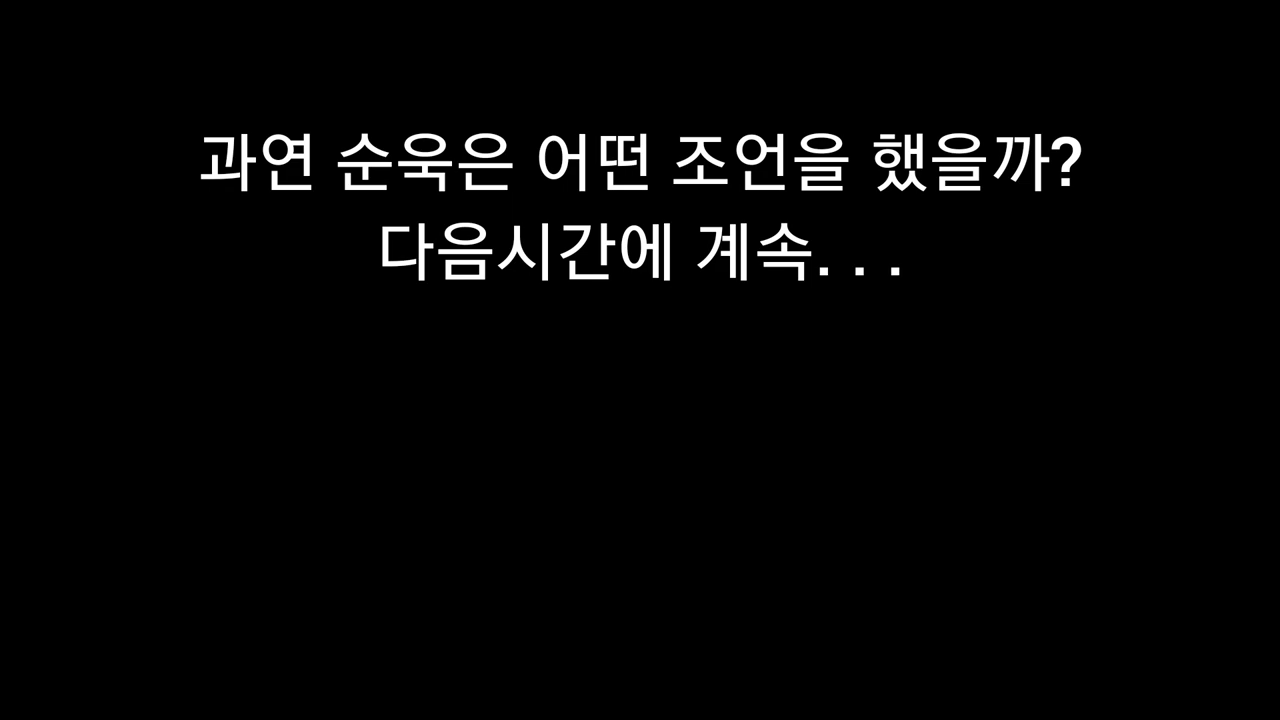 과연 순욱은 어떤 조언을 했을까?
다음시간에 계속. . .